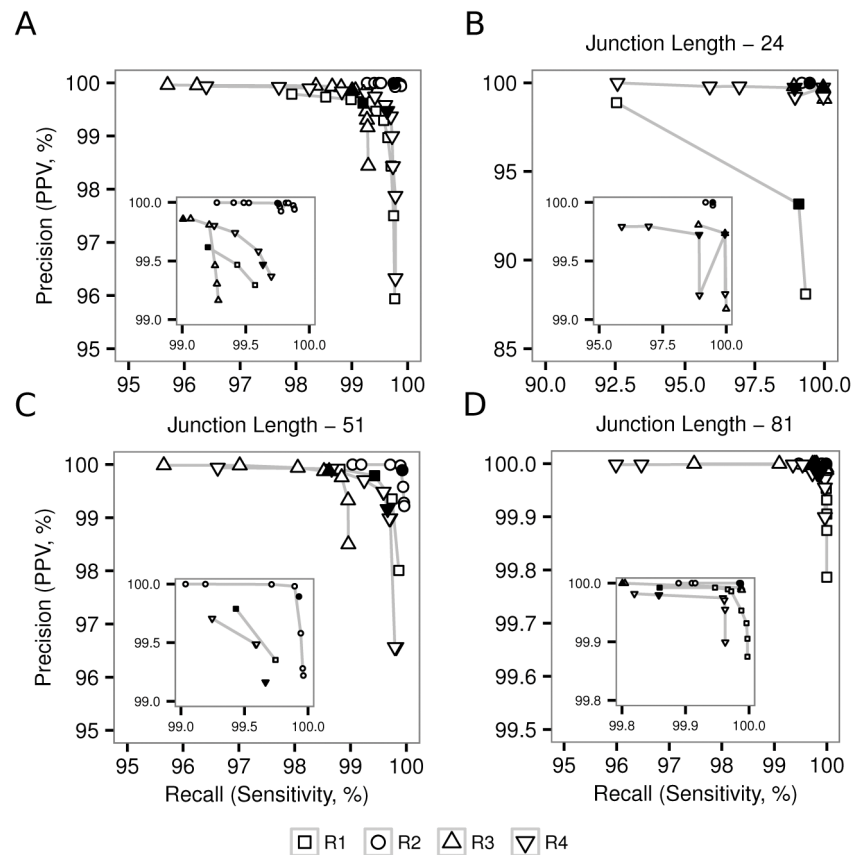 A
Precision (PPV, %)
100
99
98
97
96
95
100.0
99.5
99.0
99.0 99.5 100.0
95 96 97 98 99 100
B
Junction Length – 24
100
95
90
85
100.0
99.5
99.0
95.0 97.5 100.0
90.0 92.5 95.0 97.5 100.0
C
Junction Length – 51
Precision (PPV, %)
100
99
98
97
96
95
100.0
99.5
99.0
99.0 99.5 100.0
95 96 97 98 99 100
Recall (Sensitivity, %)
D
Junction Length – 81
100.0
99.9
99.8
99.7
99.6
99.5
100.0
99.9
99.8
99.8 99.9 100.0
95 96 97 98 99 100
Recall (Sensitivity, %)
R1 R2 R3 R4